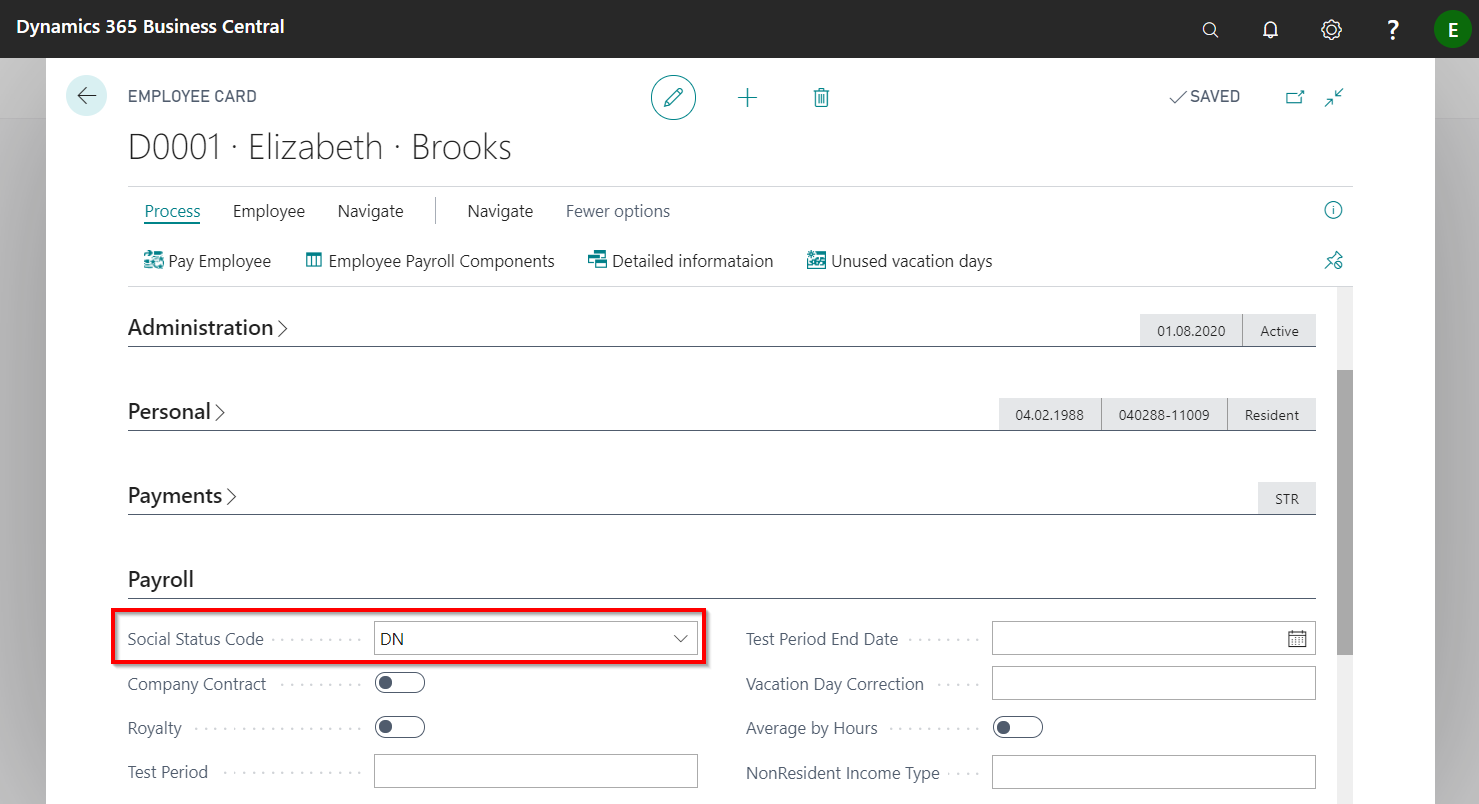 Dynamics 365 Business Central
? E
EMPLOYEE CARD
SAVED
D0001 · Elizabeth · Brooks
Process Employee Navigate Navigate Fewer options
Pay Employee Employee Payroll Components Detailed informataion Unused vacation days
Administration 01.08.2020 Active
Personal 04.02.1988 040288-11009 Resident
Payments STR
Payroll
Social Status Code DN Test Period End Date
Company Contract Vacation Day Correction
Royalty Average by Hours
Test Period NonResident Income Type